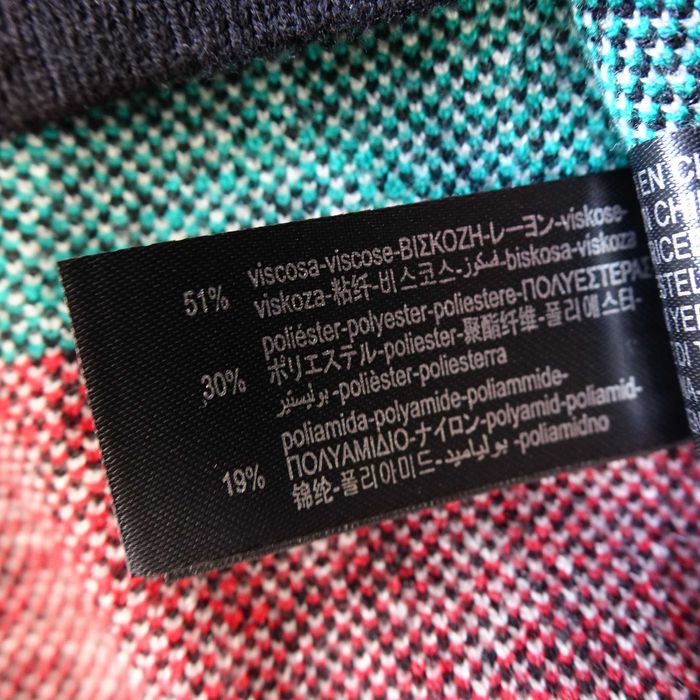 51%
viscosa-viscose-ΒΙΣΚΟΖΗ-レーヨン-viskose-
viskoza-粘纤-비스코스-فسكوز-biskosa-viskoza
30%
poliéster-polyester-poliestere-ΠΟΛΥΕΣΤΕΡΑΣ
ポリエステル-poliester-聚酯纤维-폴리에스터-
بوليستر-polièster-poliesterra
19%
poliamida-polyamide-poliammide-
ΠΟΛΥΑΜΙΔΙΟ-ナイロン-polyamid-poliamid-
锦纶-폴리아미드-بولياميد-poliamidno